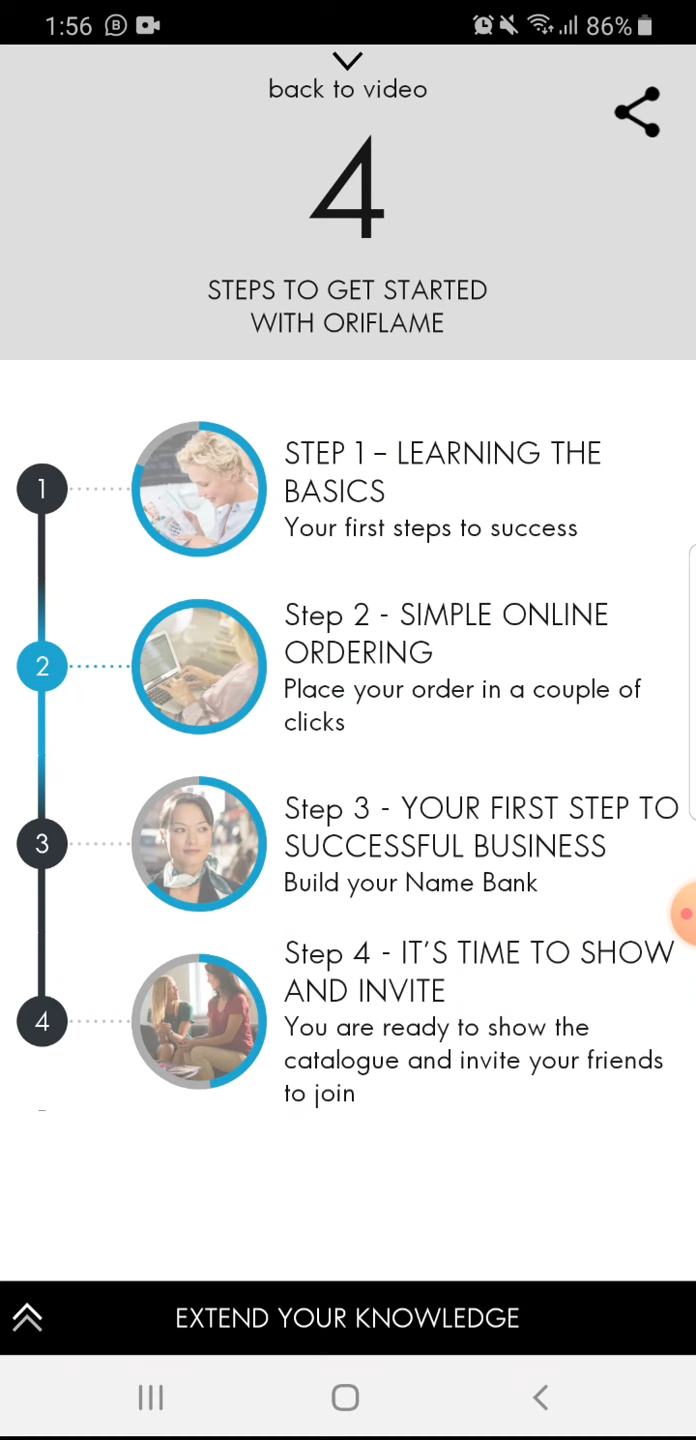 1:56 B 86%
back to video
4
STEPS TO GET STARTED
WITH ORIFLAME
1
STEP 1 – LEARNING THE
BASICS
Your first steps to success
2
Step 2 - SIMPLE ONLINE
ORDERING
Place your order in a couple of
clicks
3
Step 3 - YOUR FIRST STEP TO
SUCCESSFUL BUSINESS
Build your Name Bank
4
Step 4 - IT’S TIME TO SHOW
AND INVITE
You are ready to show the
catalogue and invite your friends
to join
EXTEND YOUR KNOWLEDGE